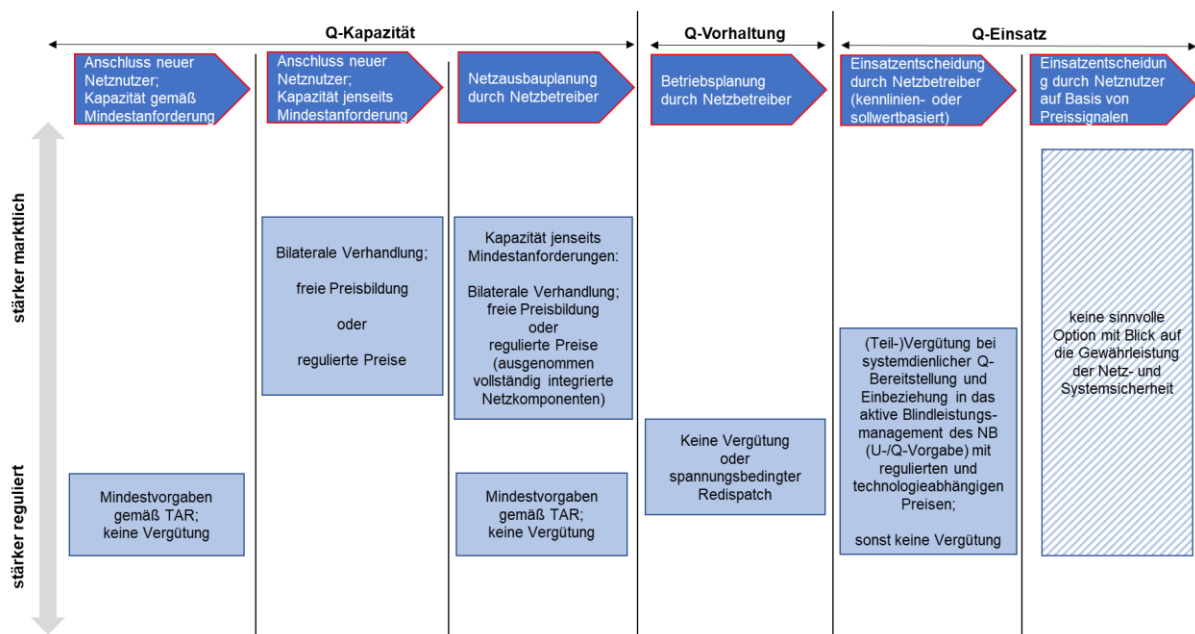 Q-Kapazität
Q-Vorhaltung
Q-Einsatz
Anschluss neuer
Netznutzer;
Kapazität gemäß
Mindestanforderung
Anschluss neuer
Netznutzer;
Kapazität jenseits
Mindestanforderung
Netzausbauplanung
durch Netzbetreiber
Betriebsplanung
durch Netzbetreiber
Einsatzentscheidung
durch Netzbetreiber
(kennlinien- oder
sollwertbasiert)
Einsatzentscheidun
g durch Netznutzer
auf Basis von
Preissignalen
stärker marktlich
stärker reguliert
Mindestvorgaben
gemäß TAR;
keine Vergütung
Bilaterale Verhandlung;
freie Preisbildung
oder
regulierte Preise
Kapazität jenseits
Mindestanforderungen:
Bilaterale Verhandlung;
freie Preisbildung
oder
regulierte Preise
(ausgenommen
vollständig integrierte
Netzkomponenten)
Mindestvorgaben
gemäß TAR;
keine Vergütung
Keine Vergütung
oder
spannungsbedingter
Redispatch
(Teil-)Vergütung bei
systemdienlicher Q-
Bereitstellung und
Einbeziehung in das
aktive Blindleistungs-
management des NB
(U-/Q-Vorgabe) mit
regulierten und
technologieabhängigen
Preisen;
sonst keine Vergütung
keine sinnvolle
Option mit Blick auf
die Gewährleistung
der Netz- und
Systemsicherheit